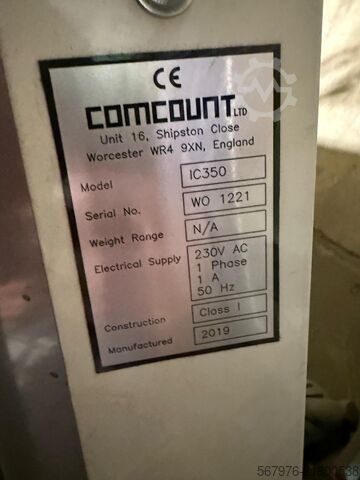 CE
COMCOUNT LTD
Unit 16, Shipston Close
Worcester WR4 9XN, England
Model IC350
Serial No. WO 1221
Weight Range N/A
Electrical Supply 230V AC
1 Phase
1 A
50 Hz
Construction Class I
Manufactured 2019